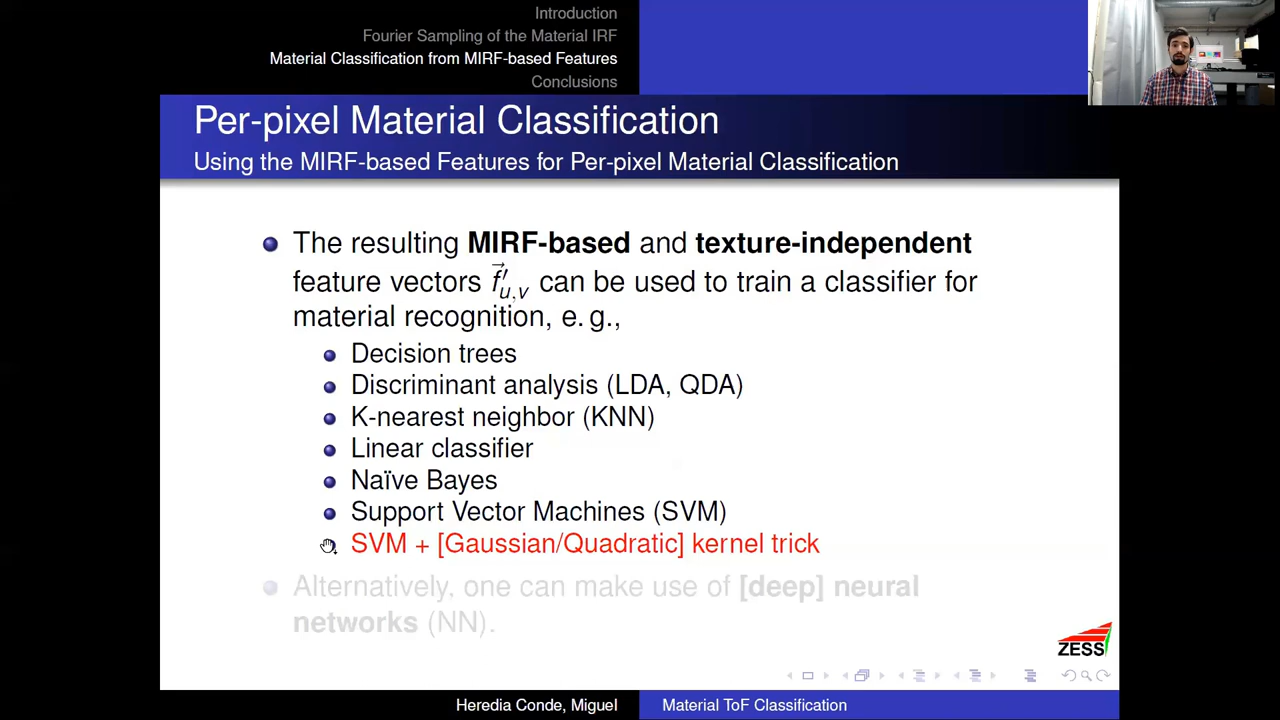 Introduction
Fourier Sampling of the Material IRF
Material Classification from MIRF-based Features
Conclusions
Per-pixel Material Classification
Using the MIRF-based Features for Per-pixel Material Classification
The resulting MIRF-based and texture-independent
feature vectors f⃗′u,v can be used to train a classifier for
material recognition, e. g.,
Decision trees
Discriminant analysis (LDA, QDA)
K-nearest neighbor (KNN)
Linear classifier
Naïve Bayes
Support Vector Machines (SVM)
SVM + [Gaussian/Quadratic] kernel trick
Alternatively, one can make use of [deep] neural
networks (NN).
ZESS
Heredia Conde, Miguel
Material ToF Classification